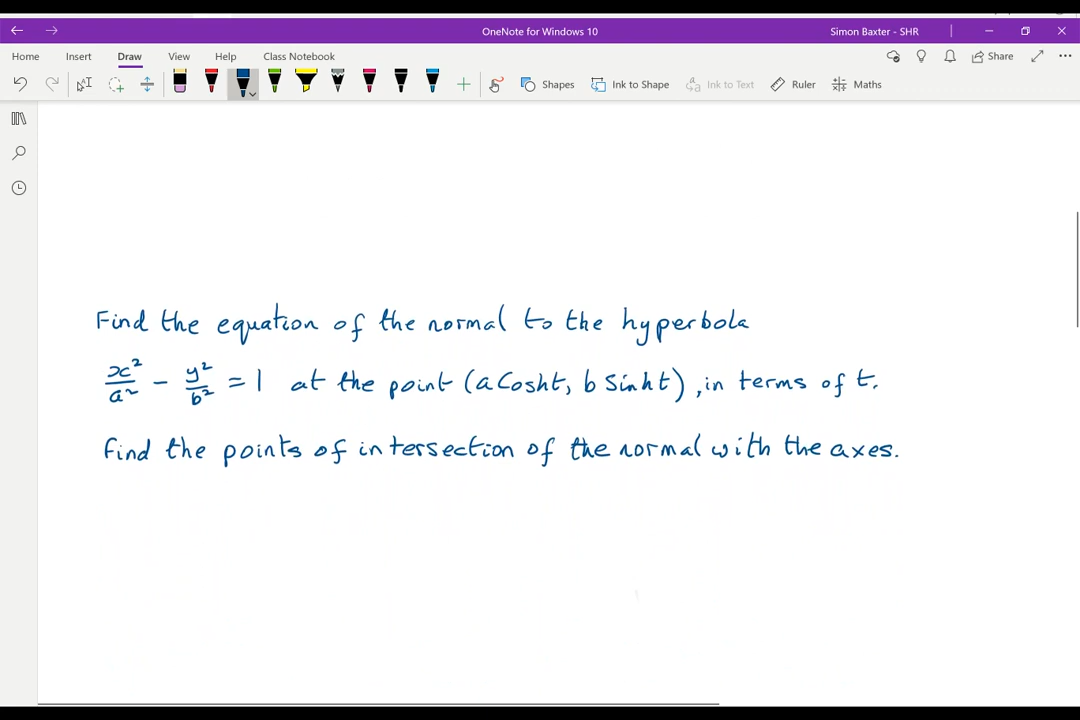 OneNote for Windows 10
Simon Baxter - SHR
Home Insert Draw View Help Class Notebook
Share
Shapes Ink to Shape Ink to Text Ruler Maths
Find the equation of the normal to the hyperbola
x²/a² - y²/b² = 1 at the point (a Cosht, b Sinht), in terms of t.
Find the points of intersection of the normal with the axes.